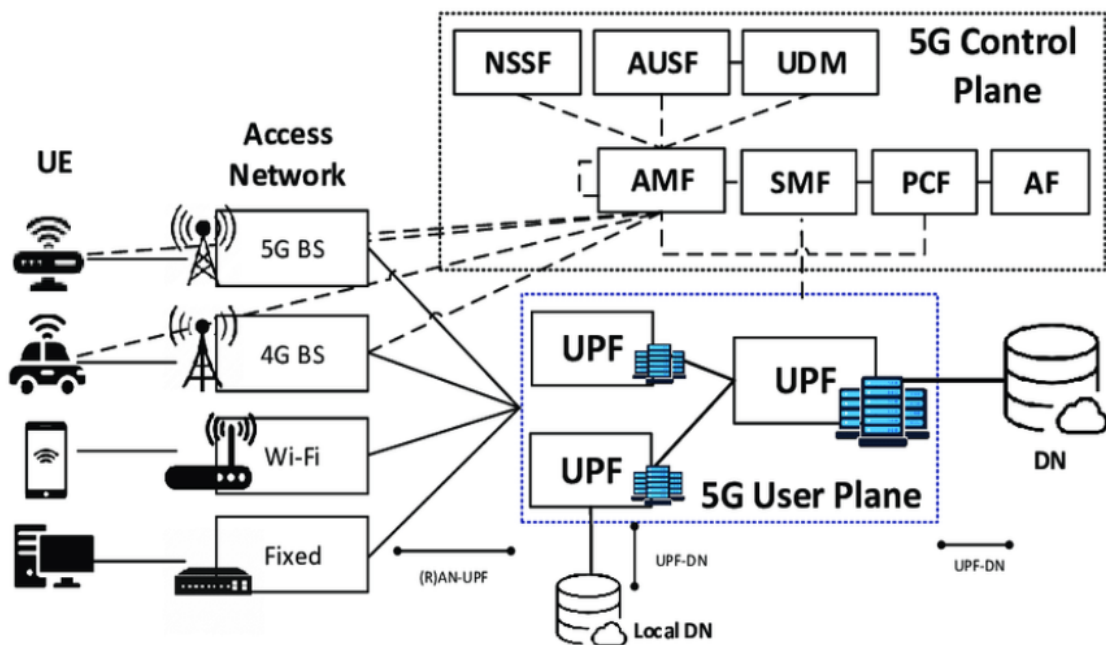 NSSF
AUSF
UDM
5G Control
Plane
Access
Network
UE
AMF
SMF
PCF
AF
5G BS
4G BS
UPF
UPF
Wi-Fi
UPF
DN
5G User Plane
Fixed
(R)AN-UPF
UPF-DN
UPF-DN
Local DN